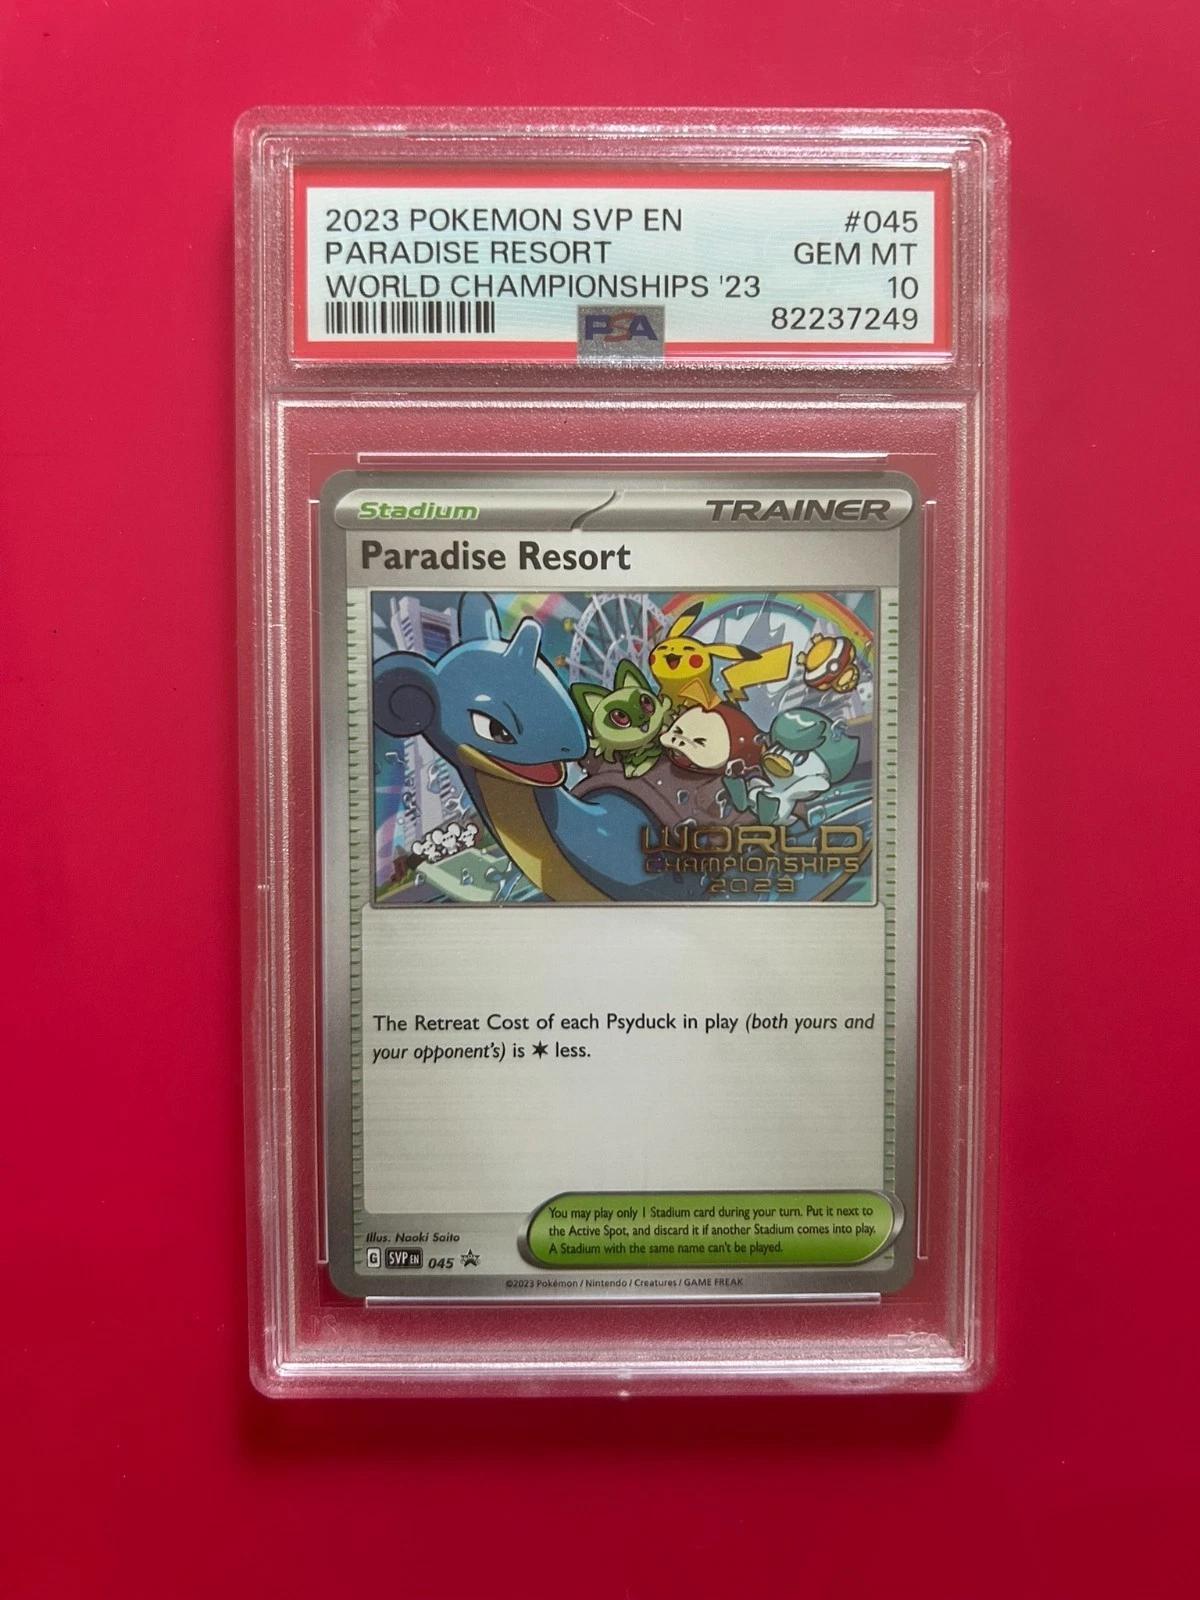 2023 POKEMON SVP EN #045
PARADISE RESORT GEM MT
WORLD CHAMPIONSHIPS '23 10
PSA 82237249
Stadium TRAINER
Paradise Resort
WORLD
CHAMPIONSHIPS
2023
The Retreat Cost of each Psyduck in play (both yours and
your opponent's) is less.
You may play only 1 Stadium card during your turn. Put it next to
the Active Spot, and discard it if another Stadium comes into play.
A Stadium with the same name can't be played.
Illus. Naoki Saito
G SVP EN 045
©2023 Pokémon / Nintendo / Creatures / GAME FREAK